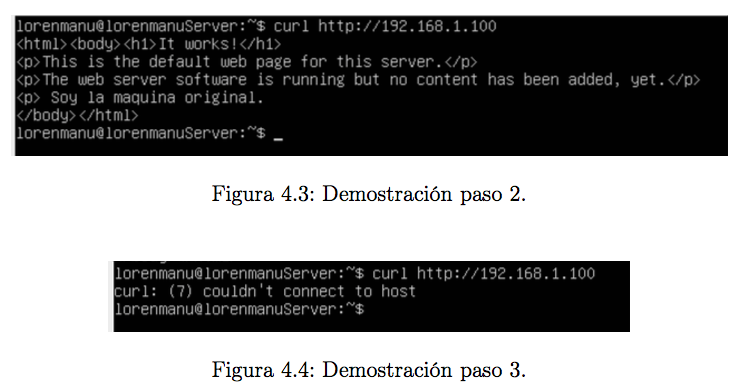 lorenmanu@lorenmanuServer:~$ curl http://192.168.1.100
<html><body><h1>It works!</h1>
<p>This is the default web page for this server.</p>
<p>The web server software is running but no content has been added, yet.</p>
<p> Soy la maquina original.
</body></html>
lorenmanu@lorenmanuServer:~$ _
Figura 4.3: Demostración paso 2.
lorenmanu@lorenmanuServer:~$ curl http://192.168.1.100
curl: (7) couldn't connect to host
lorenmanu@lorenmanuServer:~$
Figura 4.4: Demostración paso 3.